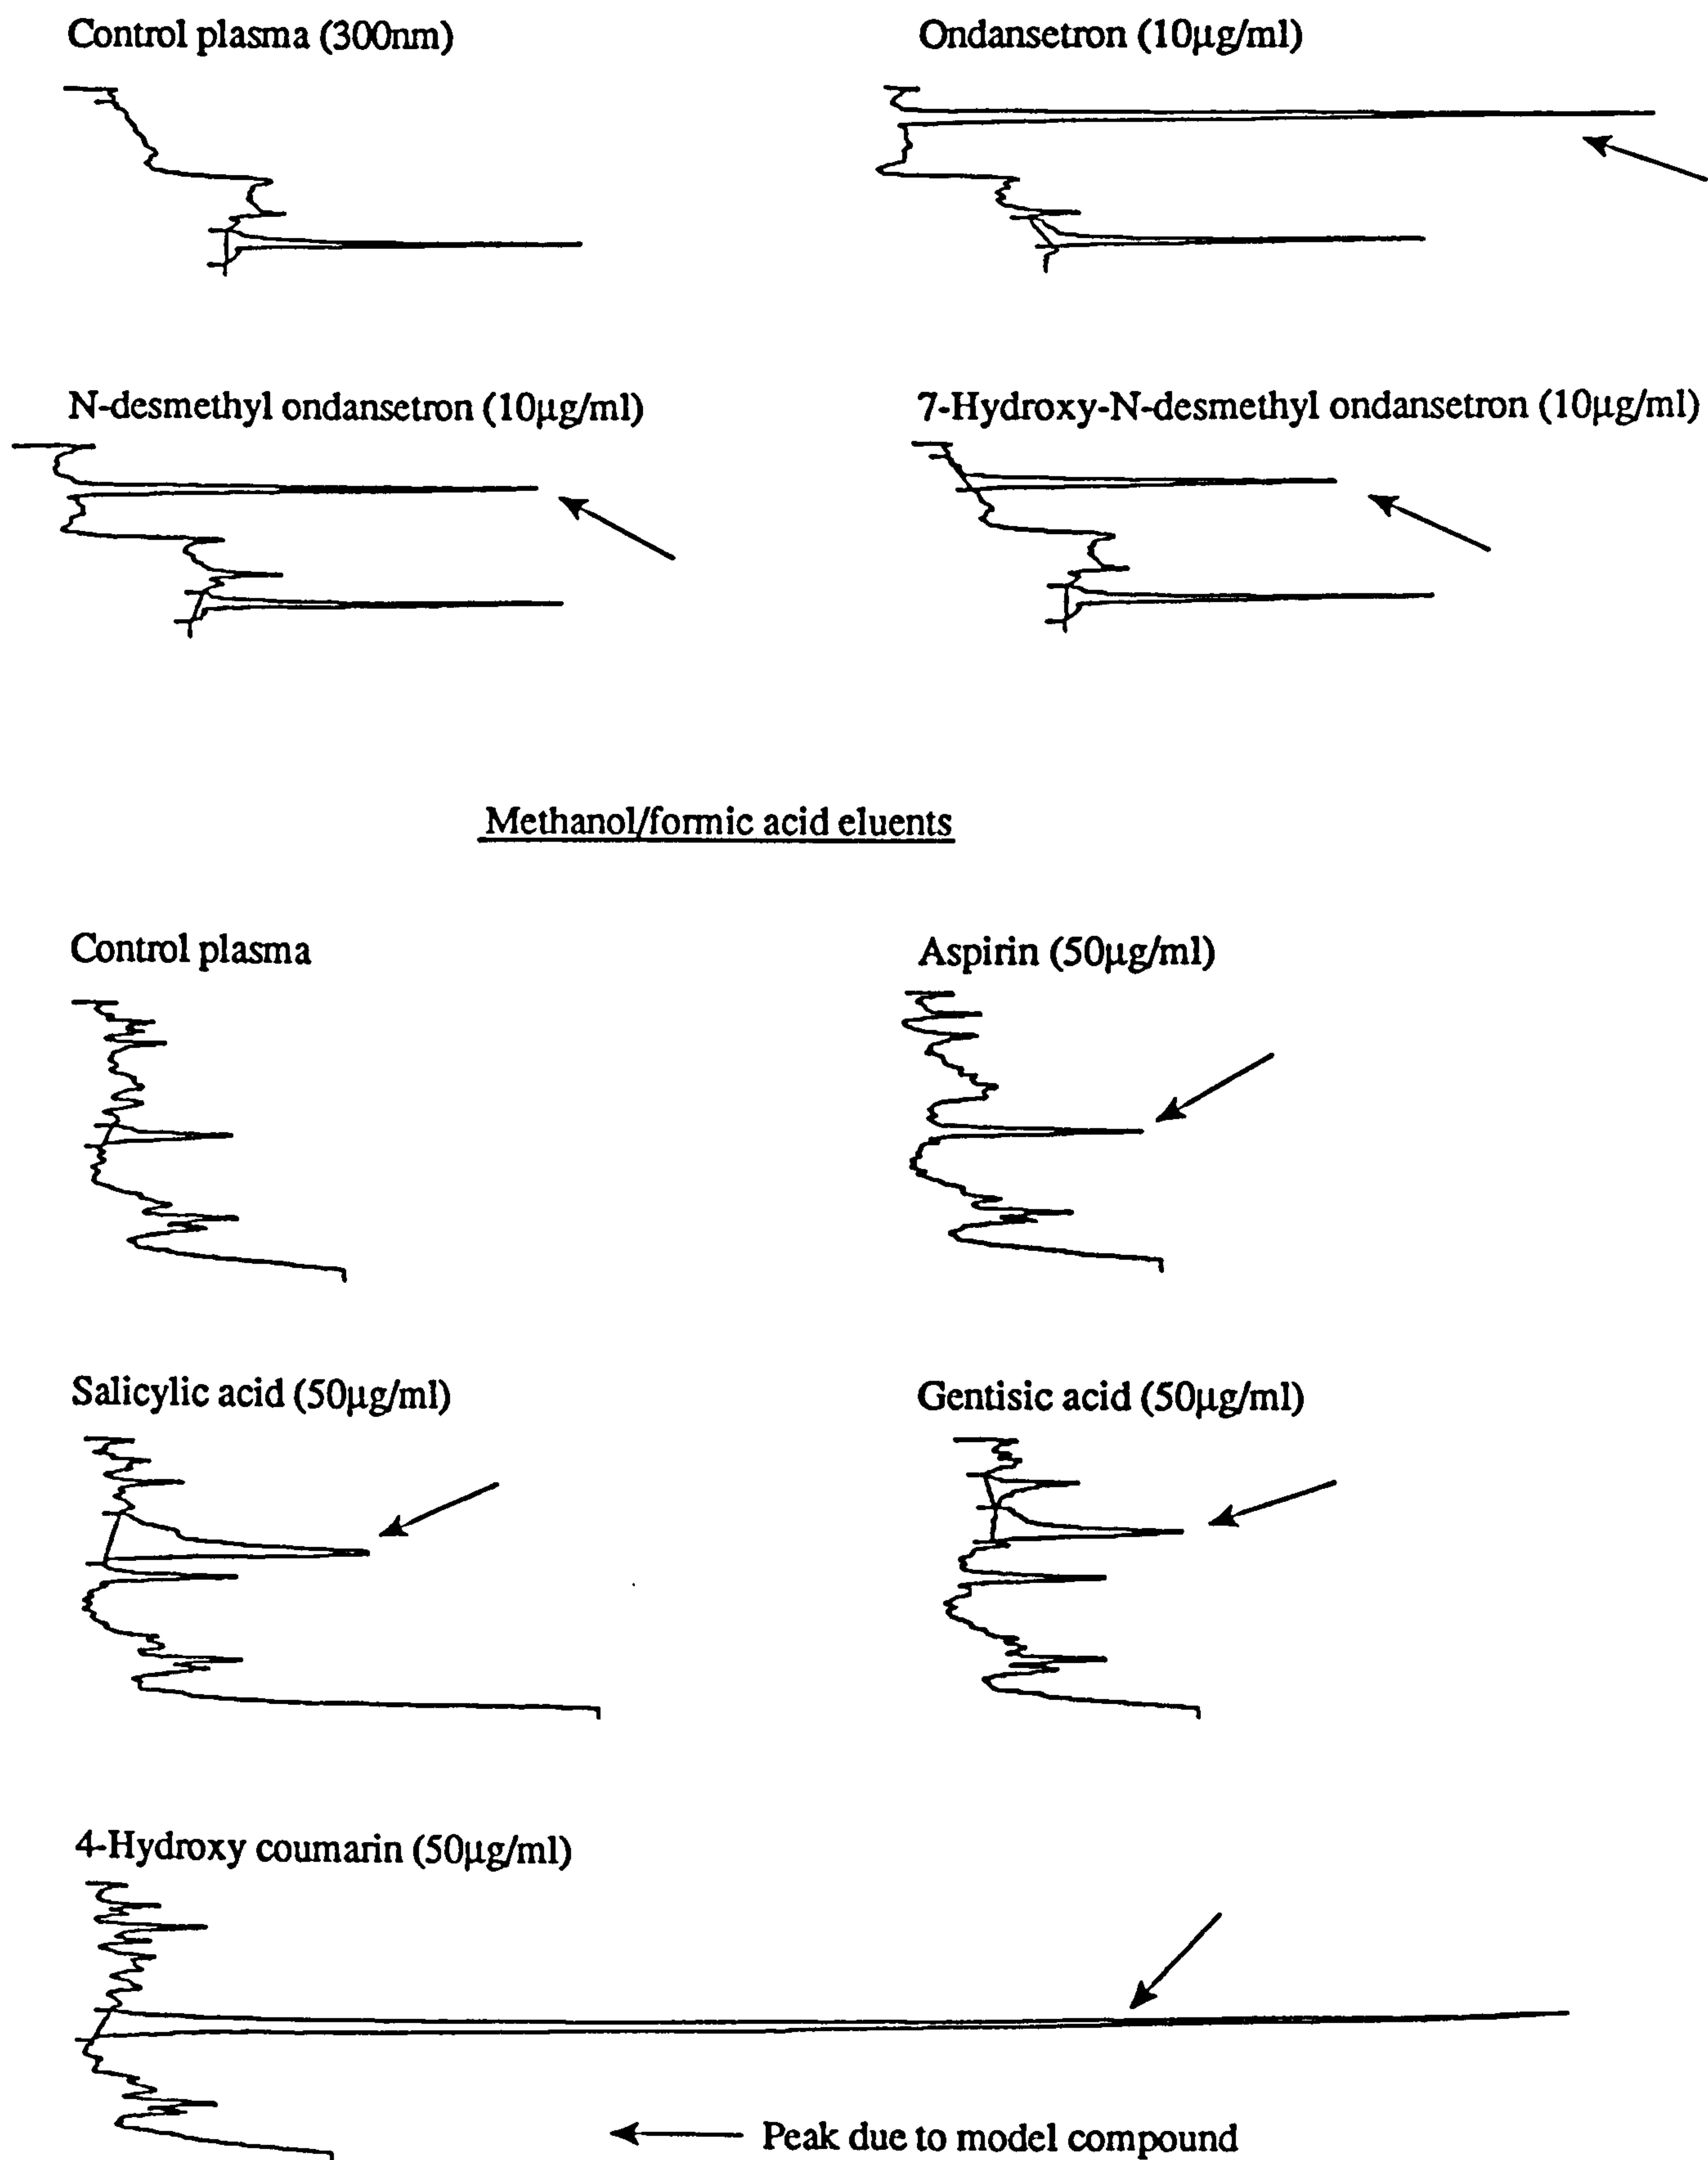 Control plasma (300nm)
Ondansetron (10μg/ml)
N-desmethyl ondansetron (10μg/ml)
7-Hydroxy-N-desmethyl ondansetron (10μg/ml)
Methanol/formic acid eluents
Control plasma
Aspirin (50μg/ml)
Salicylic acid (50μg/ml)
Gentisic acid (50μg/ml)
4-Hydroxy coumarin (50μg/ml)
Peak due to model compound